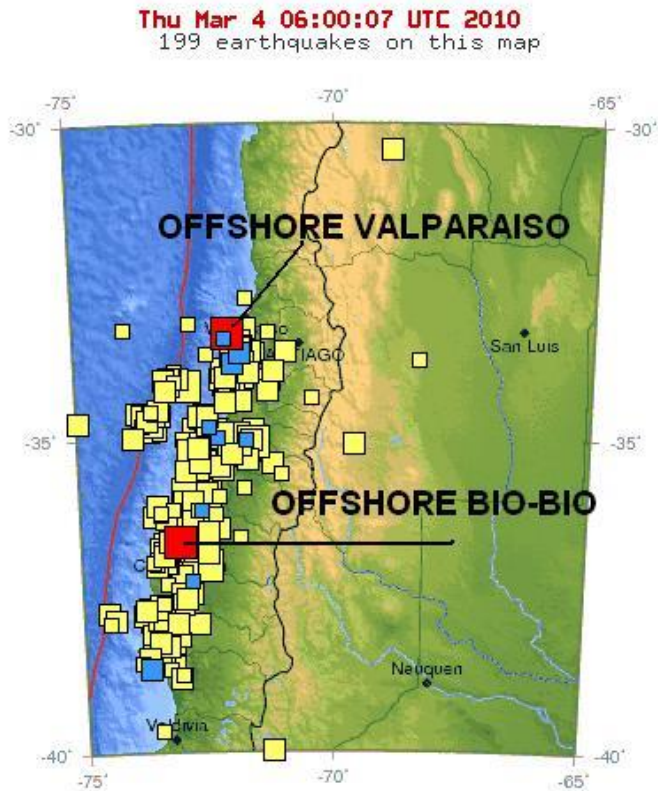 Thu Mar 4 06:00:07 UTC 2010
199 earthquakes on this map
-75° -70° -65°
-30° -30°
OFFSHORE VALPARAISO
San Luis
-35° -35°
OFFSHORE BIO-BIO
Neuquen
Valdivia
-40° -40°
-75° -70° -65°